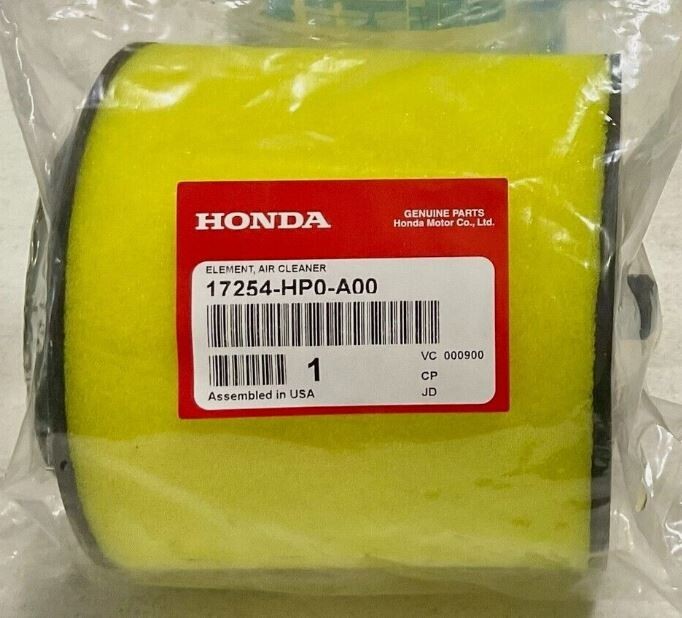 HONDA
GENUINE PARTS
Honda Motor Co., Ltd.
ELEMENT, AIR CLEANER
17254-HP0-A00
1
VC 000900
CP
Assembled in USA
JD